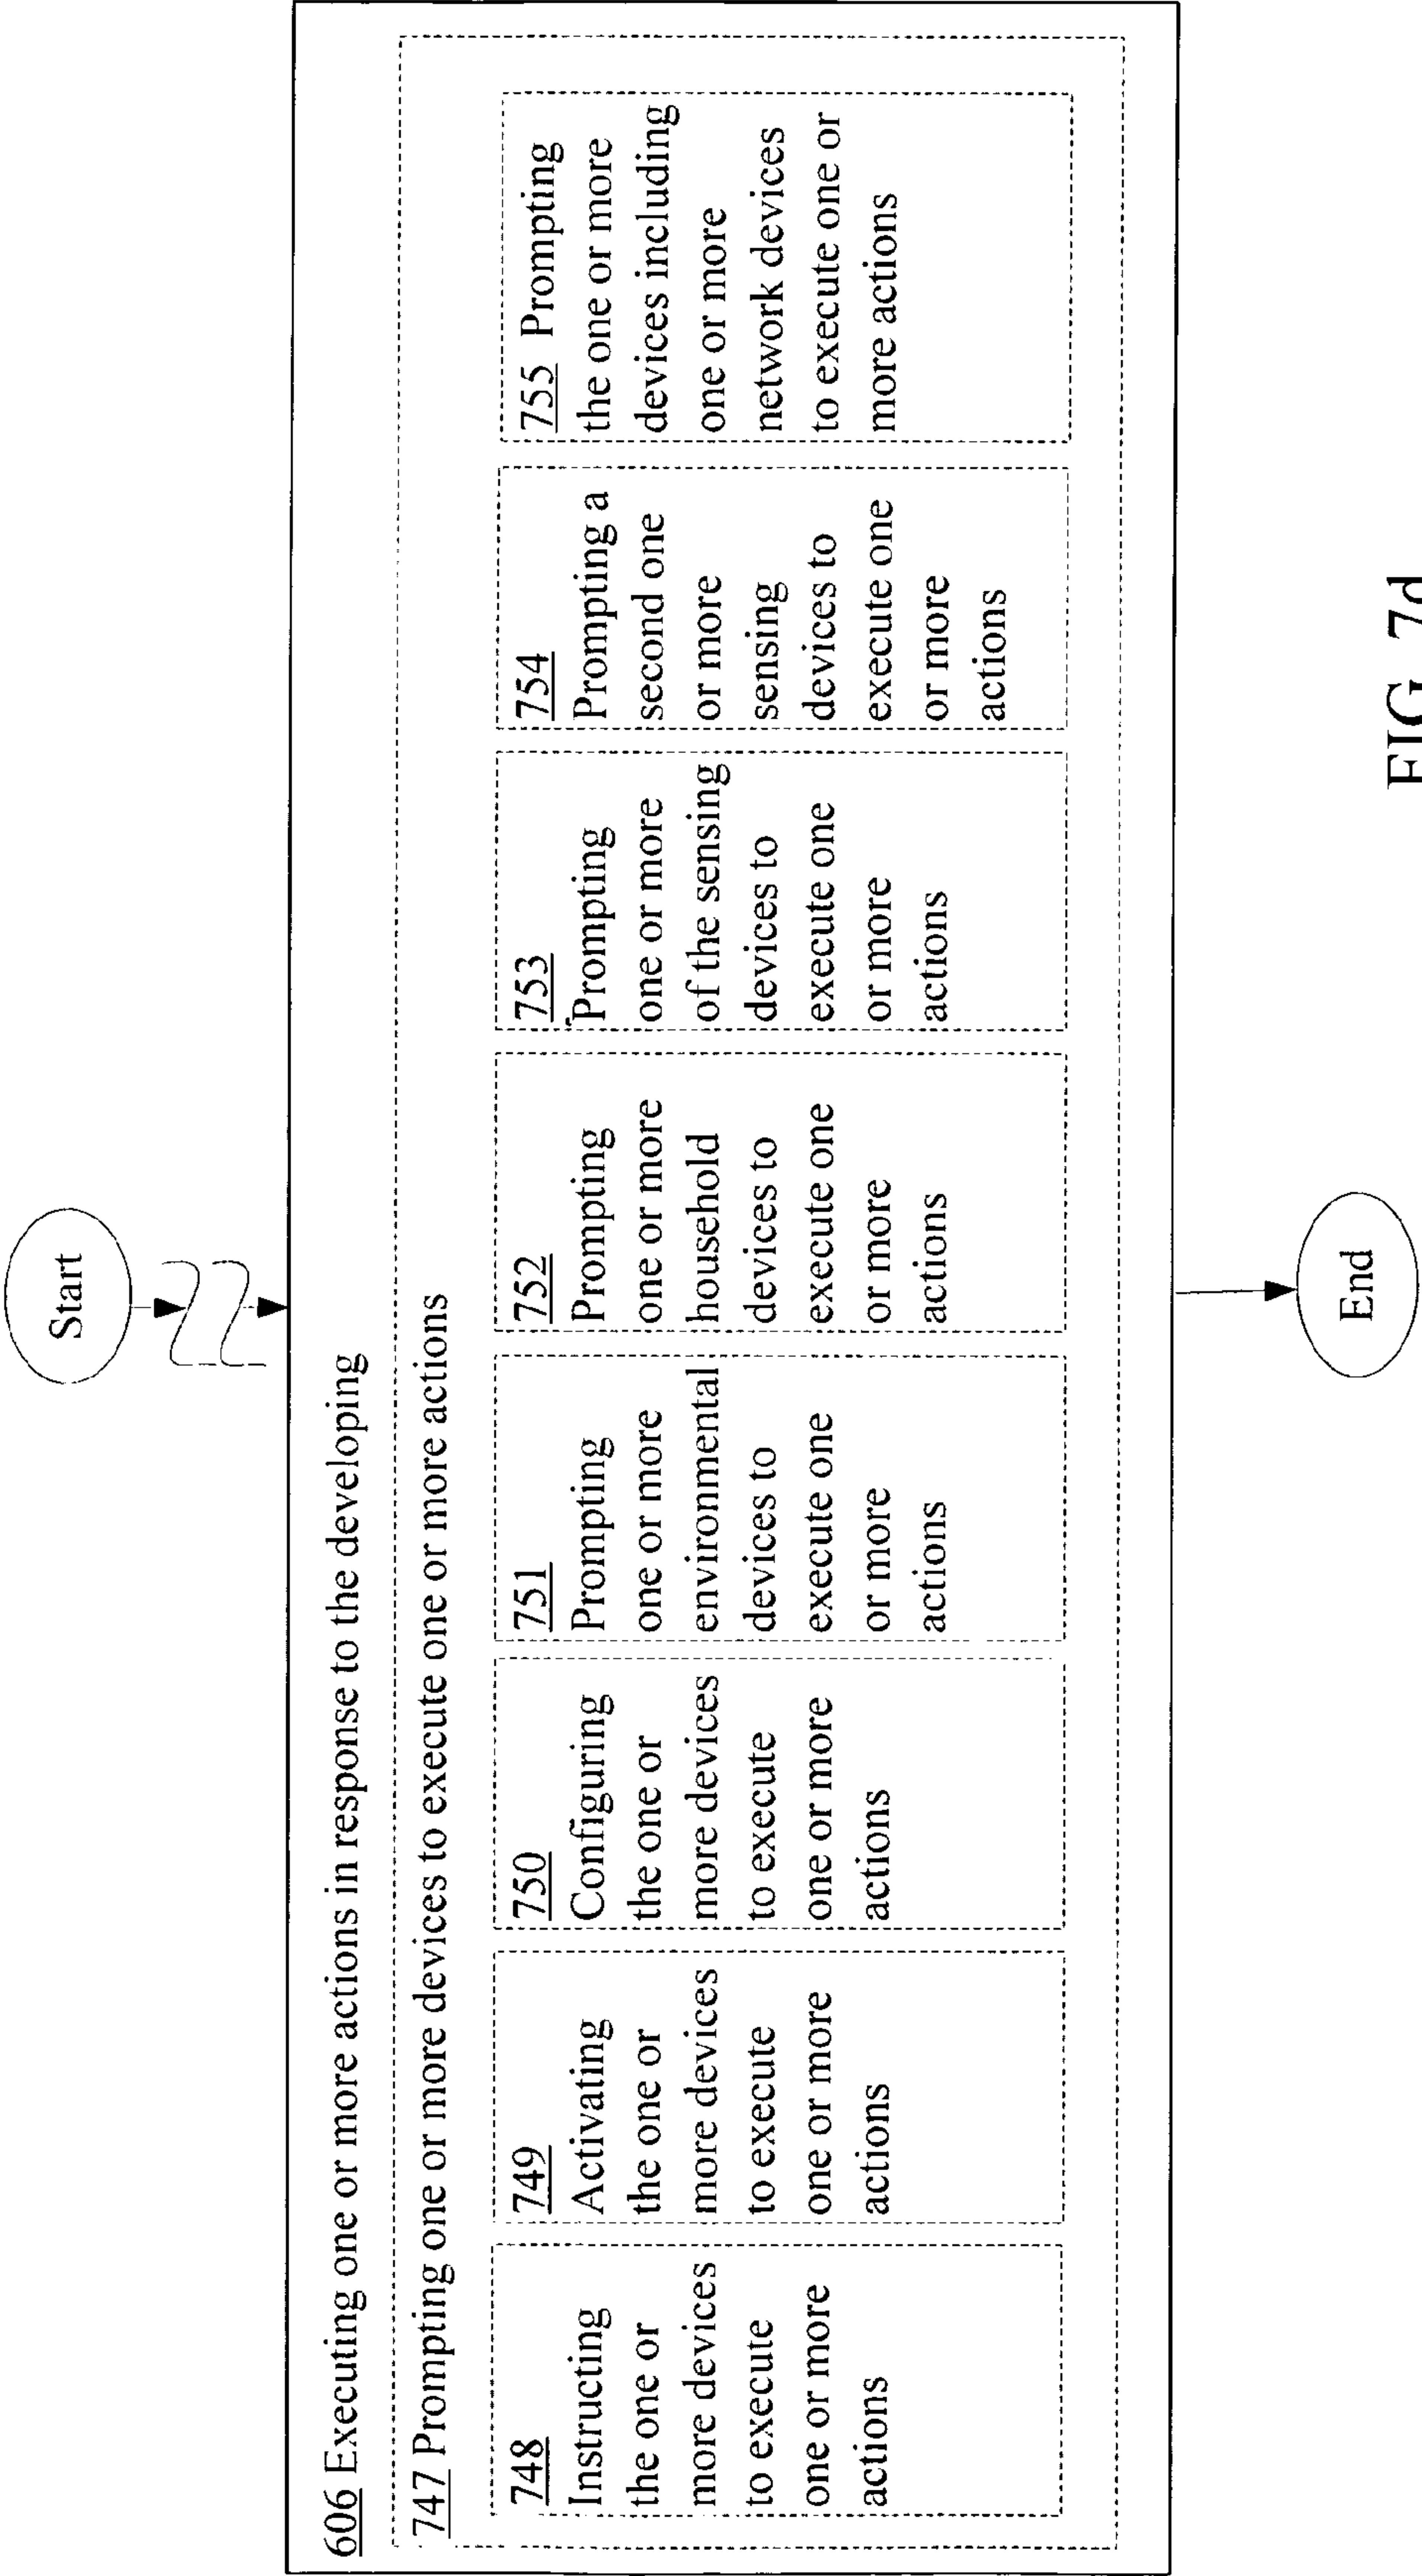 Start
606 Executing one or more actions in response to the developing
747 Prompting one or more devices to execute one or more actions
748
Instructing
the one or
more devices
to execute
one or more
actions
749
Activating
the one or
more devices
to execute
one or more
actions
750
Configuring
the one or
more devices
to execute
one or more
actions
751
Prompting
one or more
environmental
devices to
execute one
or more
actions
752
Prompting
one or more
household
devices to
execute one
or more
actions
753
Prompting
one or more
of the sensing
devices to
execute one
or more
actions
754
Prompting a
second one
or more
sensing
devices to
execute one
or more
actions
755 Prompting
the one or more
devices including
one or more
network devices
to execute one or
more actions
End
FIG. 7d